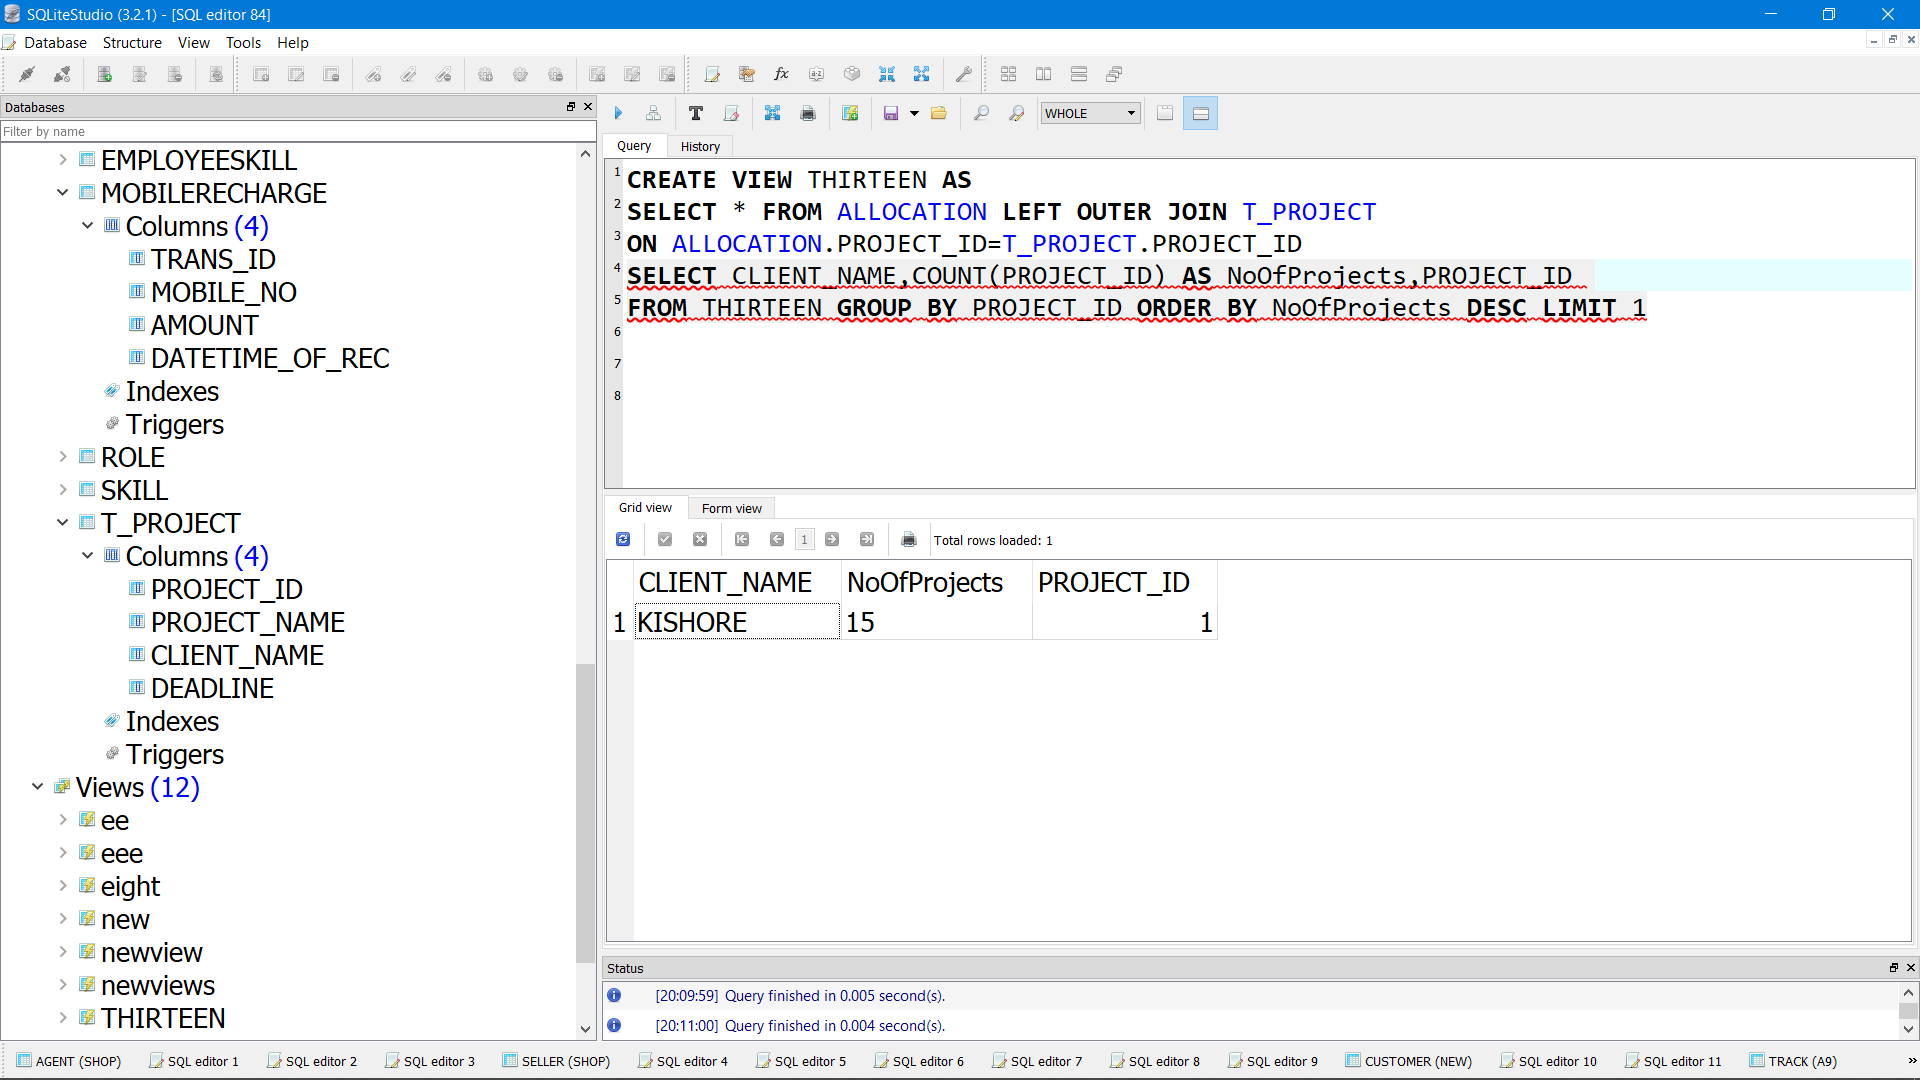 SQLiteStudio (3.2.1) - [SQL editor 84]
Database Structure View Tools Help
Databases
Filter by name
EMPLOYEESKILL
MOBILERECHARGE
Columns (4)
TRANS_ID
MOBILE_NO
AMOUNT
DATETIME_OF_REC
Indexes
Triggers
ROLE
SKILL
T_PROJECT
Columns (4)
PROJECT_ID
PROJECT_NAME
CLIENT_NAME
DEADLINE
Indexes
Triggers
Views (12)
ee
eee
eight
new
newview
newviews
THIRTEEN
WHOLE
Query History
1 CREATE VIEW THIRTEEN AS
2 SELECT * FROM ALLOCATION LEFT OUTER JOIN T_PROJECT
3 ON ALLOCATION.PROJECT_ID=T_PROJECT.PROJECT_ID
4 SELECT CLIENT_NAME,COUNT(PROJECT_ID) AS NoOfProjects,PROJECT_ID
5 FROM THIRTEEN GROUP BY PROJECT_ID ORDER BY NoOfProjects DESC LIMIT 1
6
7
8
Grid view Form view
1 Total rows loaded: 1
CLIENT_NAME NoOfProjects PROJECT_ID
1 KISHORE 15 1
Status
[20:09:59] Query finished in 0.005 second(s).
[20:11:00] Query finished in 0.004 second(s).
AGENT (SHOP) SQL editor 1 SQL editor 2 SQL editor 3 SELLER (SHOP) SQL editor 4 SQL editor 5 SQL editor 6 SQL editor 7 SQL editor 8 SQL editor 9 CUSTOMER (NEW) SQL editor 10 SQL editor 11 TRACK (A9) »